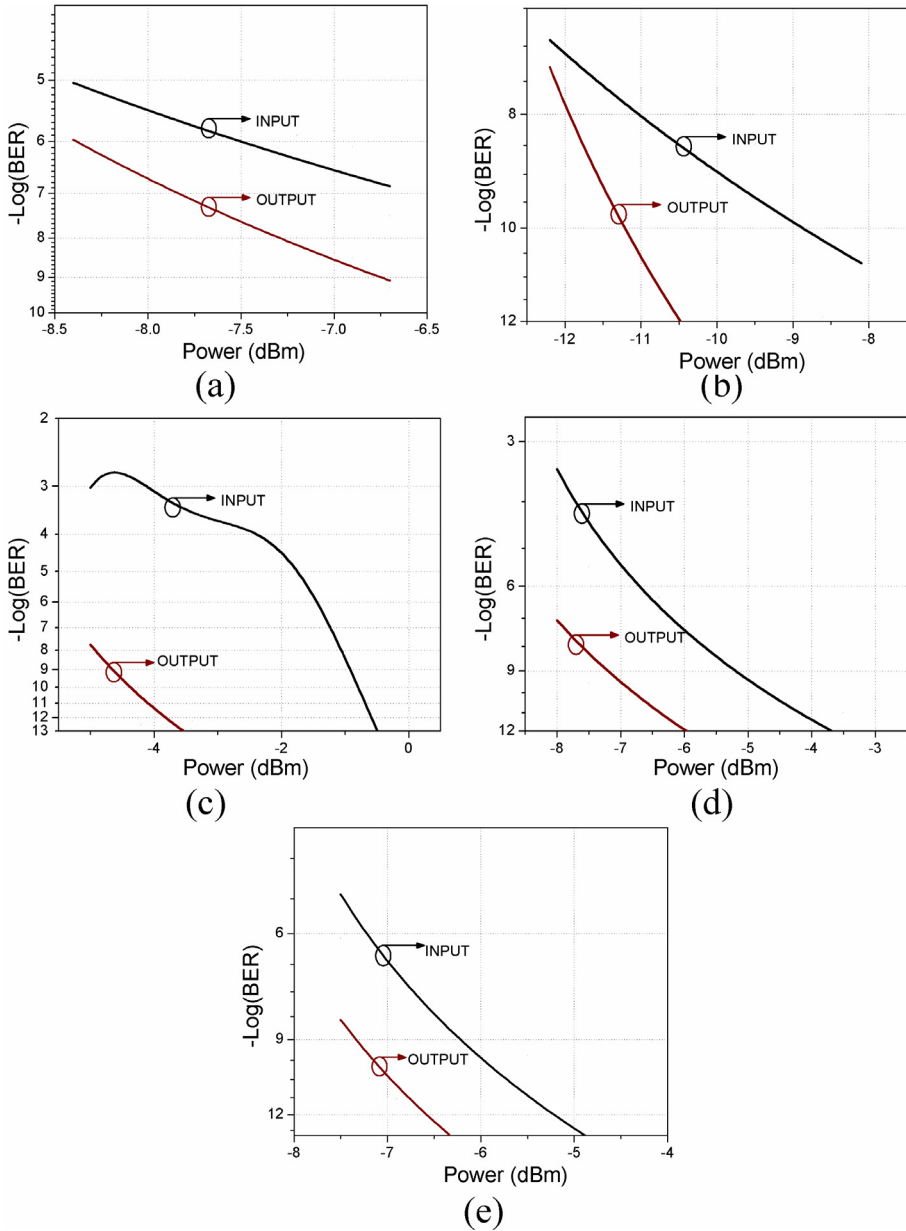 -Log(BER)
5
6
7
8
9
10
INPUT
OUTPUT
-8.5
-8.0
-7.5
-7.0
-6.5
Power (dBm)
(a)
-Log(BER)
8
10
12
INPUT
OUTPUT
-12
-11
-10
-9
-8
Power (dBm)
(b)
-Log(BER)
2
3
4
5
6
7
8
9
10
11
12
13
INPUT
OUTPUT
-4
-2
0
Power (dBm)
(c)
-Log(BER)
3
6
9
12
INPUT
OUTPUT
-8
-7
-6
-5
-4
-3
Power (dBm)
(d)
-Log(BER)
6
9
12
INPUT
OUTPUT
-8
-7
-6
-5
-4
Power (dBm)
(e)